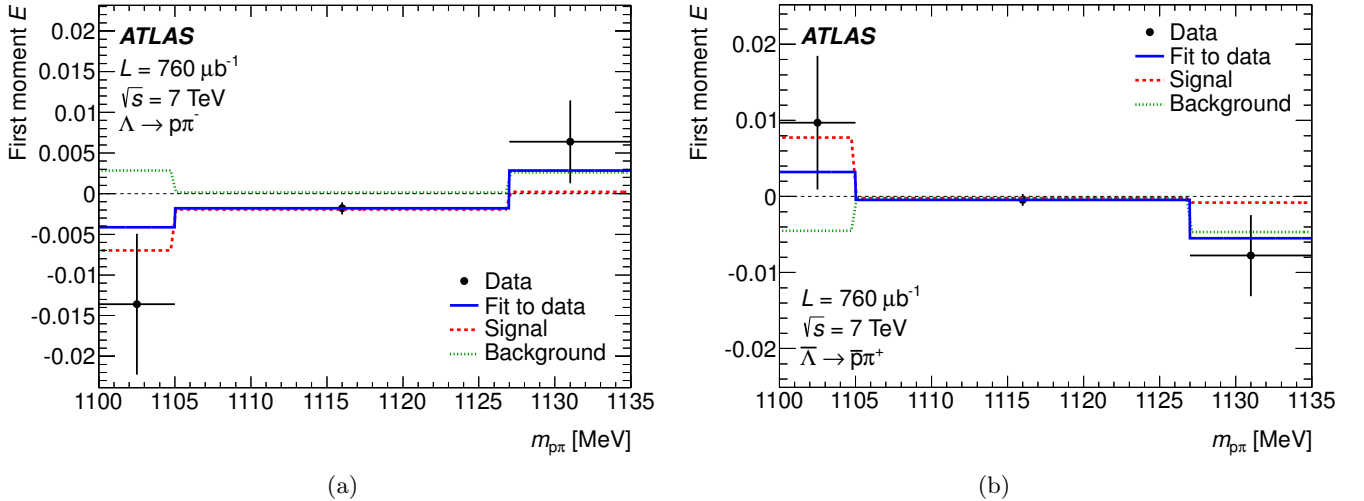 First moment E
0.02
0.015
0.01
0.005
0
-0.005
-0.01
-0.015
-0.02
ATLAS
L = 760 μb⁻¹
√s = 7 TeV
Λ → pπ⁻
Data
Fit to data
Signal
Background
1100 1105 1110 1115 1120 1125 1130 1135
m_pπ [MeV]
(a)
First moment E
0.02
0.01
0
-0.01
-0.02
ATLAS
Data
Fit to data
Signal
Background
L = 760 μb⁻¹
√s = 7 TeV
Λ̅ → p̅π⁺
1100 1105 1110 1115 1120 1125 1130 1135
m_pπ [MeV]
(b)